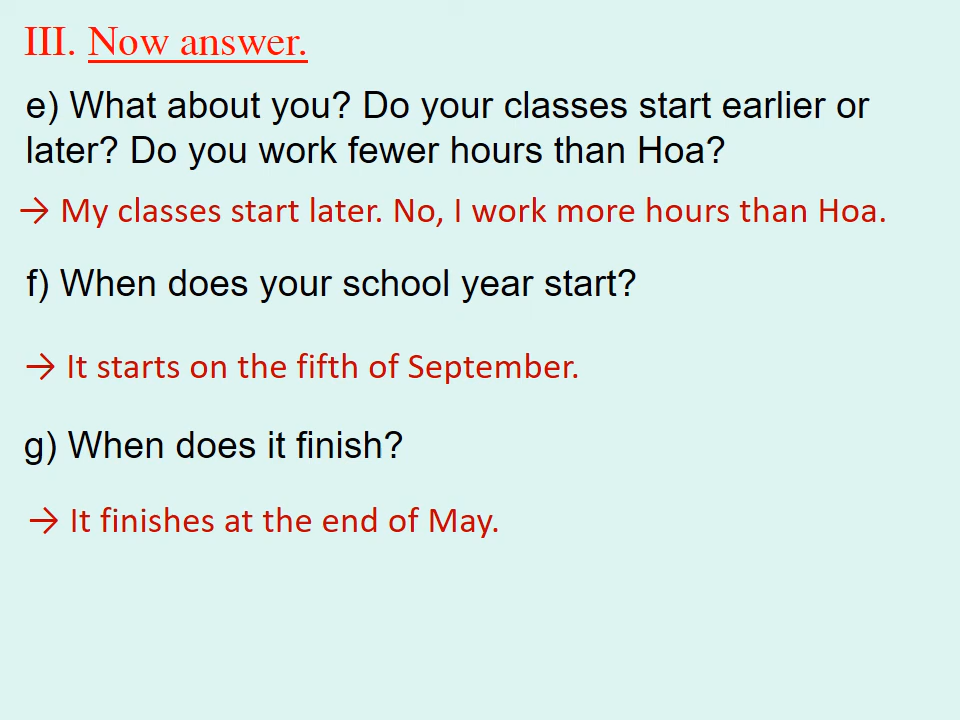 III. Now answer.
e) What about you? Do your classes start earlier or
later? Do you work fewer hours than Hoa?
→ My classes start later. No, I work more hours than Hoa.
f) When does your school year start?
→ It starts on the fifth of September.
g) When does it finish?
→ It finishes at the end of May.